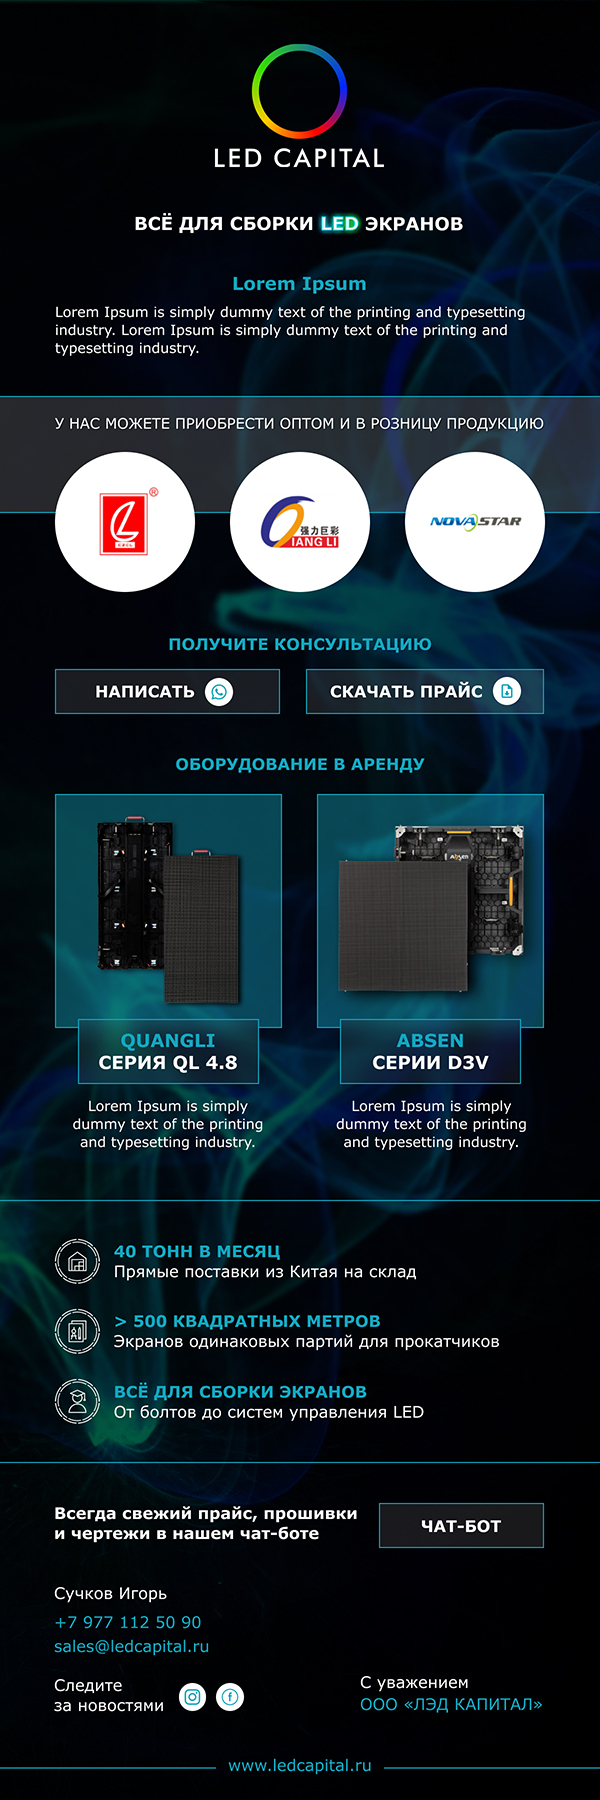 LED CAPITAL
ВСЁ ДЛЯ СБОРКИ LED ЭКРАНОВ
Lorem Ipsum
Lorem Ipsum is simply dummy text of the printing and typesetting
industry. Lorem Ipsum is simply dummy text of the printing and
typesetting industry.
У НАС МОЖЕТЕ ПРИОБРЕСТИ ОПТОМ И В РОЗНИЦУ ПРОДУКЦИЮ
®
强力巨彩
IANG LI
NOVA STAR
ПОЛУЧИТЕ КОНСУЛЬТАЦИЮ
НАПИСАТЬ
СКАЧАТЬ ПРАЙС
ОБОРУДОВАНИЕ В АРЕНДУ
ABSEN
QUANGLI
СЕРИЯ QL 4.8
ABSEN
СЕРИИ D3V
Lorem Ipsum is simply
dummy text of the printing
and typesetting industry.
Lorem Ipsum is simply
dummy text of the printing
and typesetting industry.
40 ТОНН В МЕСЯЦ
Прямые поставки из Китая на склад
> 500 КВАДРАТНЫХ МЕТРОВ
Экранов одинаковых партий для прокатчиков
ВСЁ ДЛЯ СБОРКИ ЭКРАНОВ
От болтов до систем управления LED
Всегда свежий прайс, прошивки
и чертежи в нашем чат-боте
ЧАТ-БОТ
Сучков Игорь
+7 977 112 50 90
sales@ledcapital.ru
Следите
за новостями
С уважением
ООО «ЛЭД КАПИТАЛ»
www.ledcapital.ru